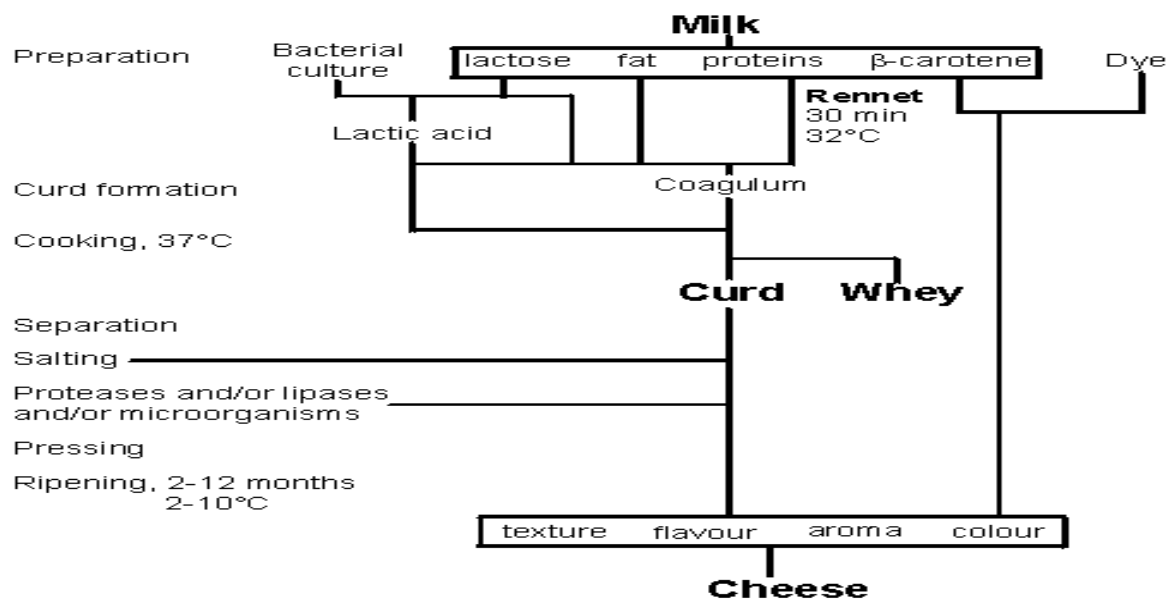 Milk
Preparation
Bacterial
culture
lactose fat proteins β-carotene
Dye
Rennet
30 min
32°C
Lactic acid
Coagulum
Curd formation
Cooking, 37°C
Curd
Whey
Separation
Salting
Proteases and/or lipases
and/or microorganisms
Pressing
Ripening, 2-12 months
2-10°C
texture flavour aroma colour
Cheese